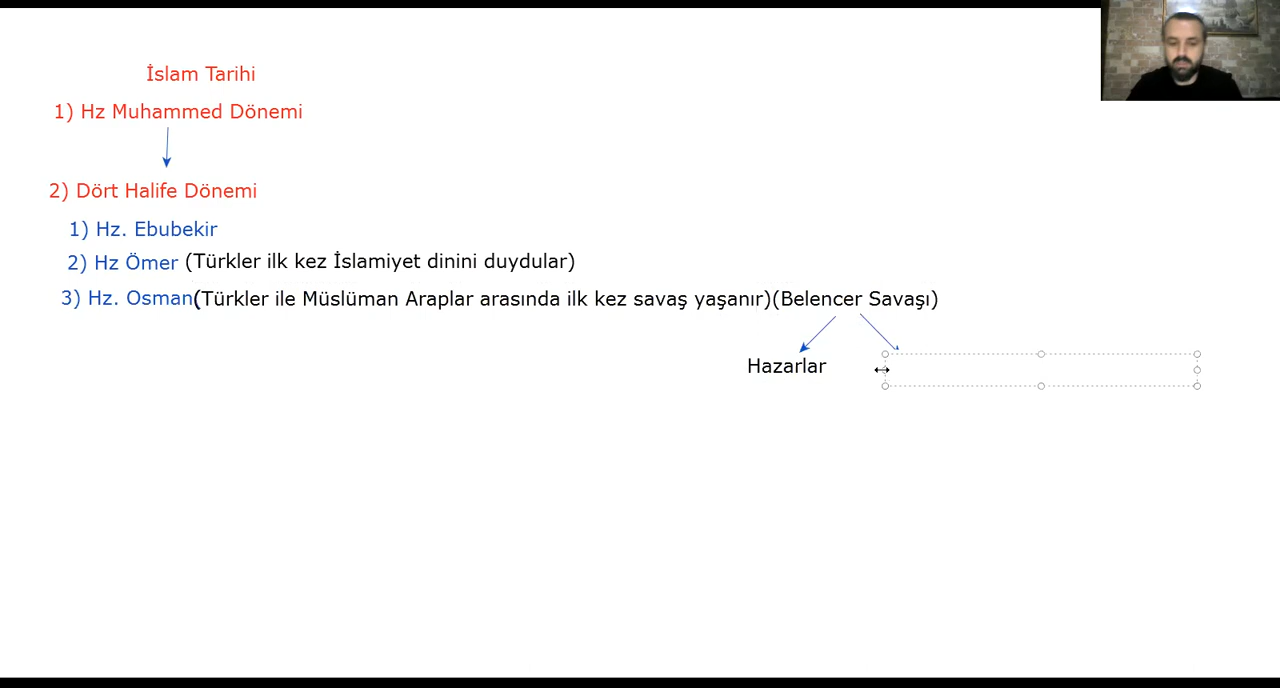 İslam Tarihi
1) Hz Muhammed Dönemi
2) Dört Halife Dönemi
1) Hz. Ebubekir
2) Hz Ömer (Türkler ilk kez İslamiyet dinini duydular)
3) Hz. Osman(Türkler ile Müslüman Araplar arasında ilk kez savaş yaşanır)(Belencer Savaşı)
Hazarlar